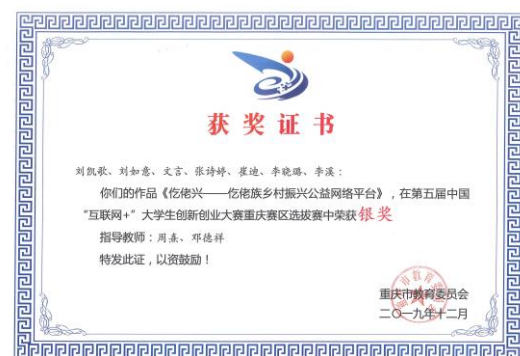 获奖证书
刘凯歌、刘如意、文言、张诗婷、崔迪、李晓璐、李溪：
你们的作品《仡佬兴——仡佬族乡村振兴公益网络平台》，在第五届中国
“互联网+”大学生创新创业大赛重庆赛区选拔赛中荣获银奖
指导教师：周熹、邓德祥
特发此证，以资鼓励！
重庆市教育委员会
二〇一九年十二月